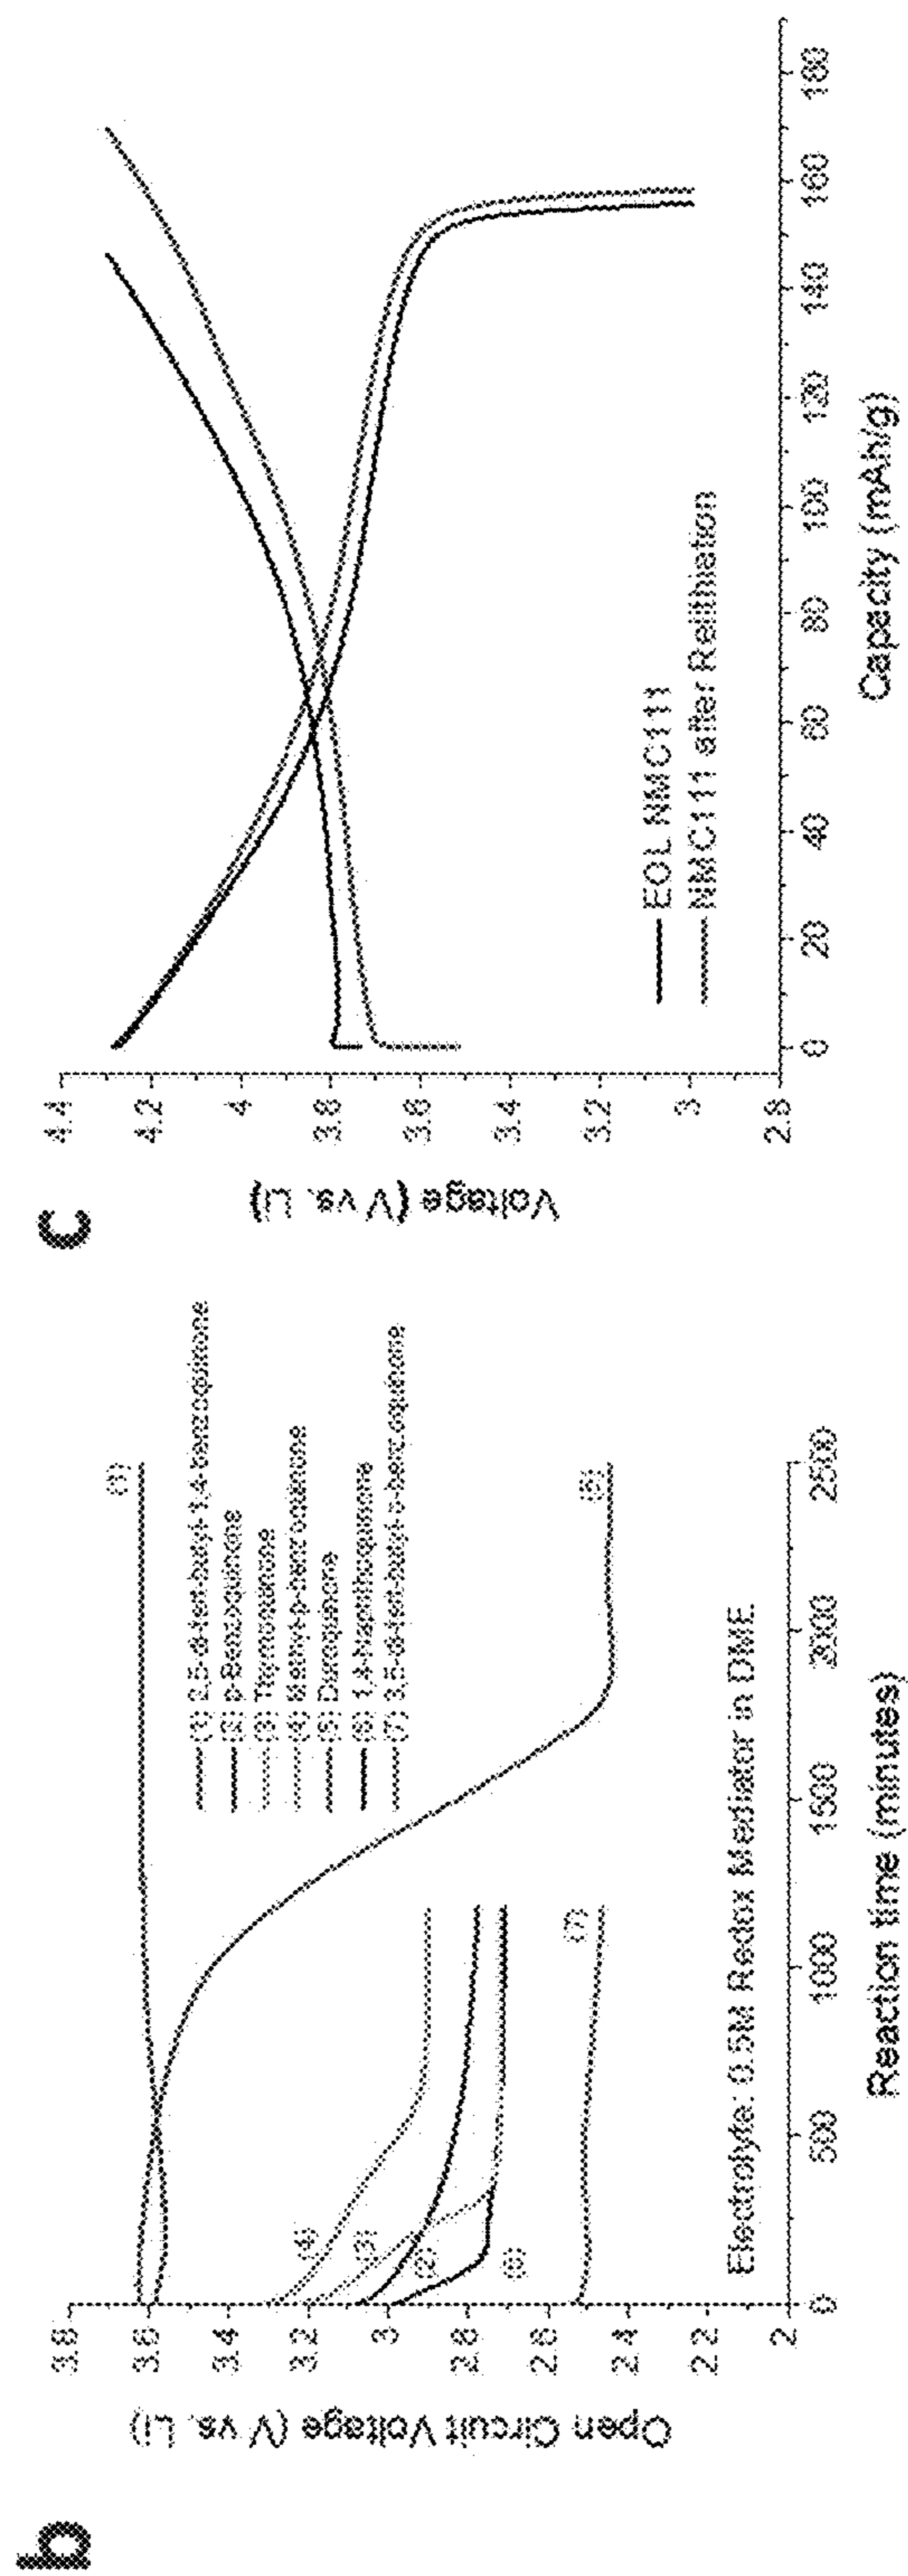 b
Open Circuit Voltage (V vs. Li)
3.8
3.6
3.4
3.2
3
2.8
2.6
2.4
2.2
2
0
500
1000
1500
2000
2500
Reaction time (minutes)
(1)
(4)
(3)
(2)
(6)
(7)
(1) 2,5-di-tert-butyl-1,4-benzoquinone
(2) p-Benzoquinone
(3) Thymoquinone
(4) Methyl-p-benzoquinone
(5) Duroquinone
(6) 1,4-Naphthoquinone
(7) 3,5-di-tert-butyl-o-benzoquinone
Electrolyte: 0.5M Redox Mediator in DME
c
Voltage (V vs. Li)
4.4
4.2
4
3.8
3.6
3.4
3.2
3
2.8
0
20
40
60
80
100
120
140
160
180
Capacity (mAh/g)
EOL NMC111
NMC111 after Relithiation